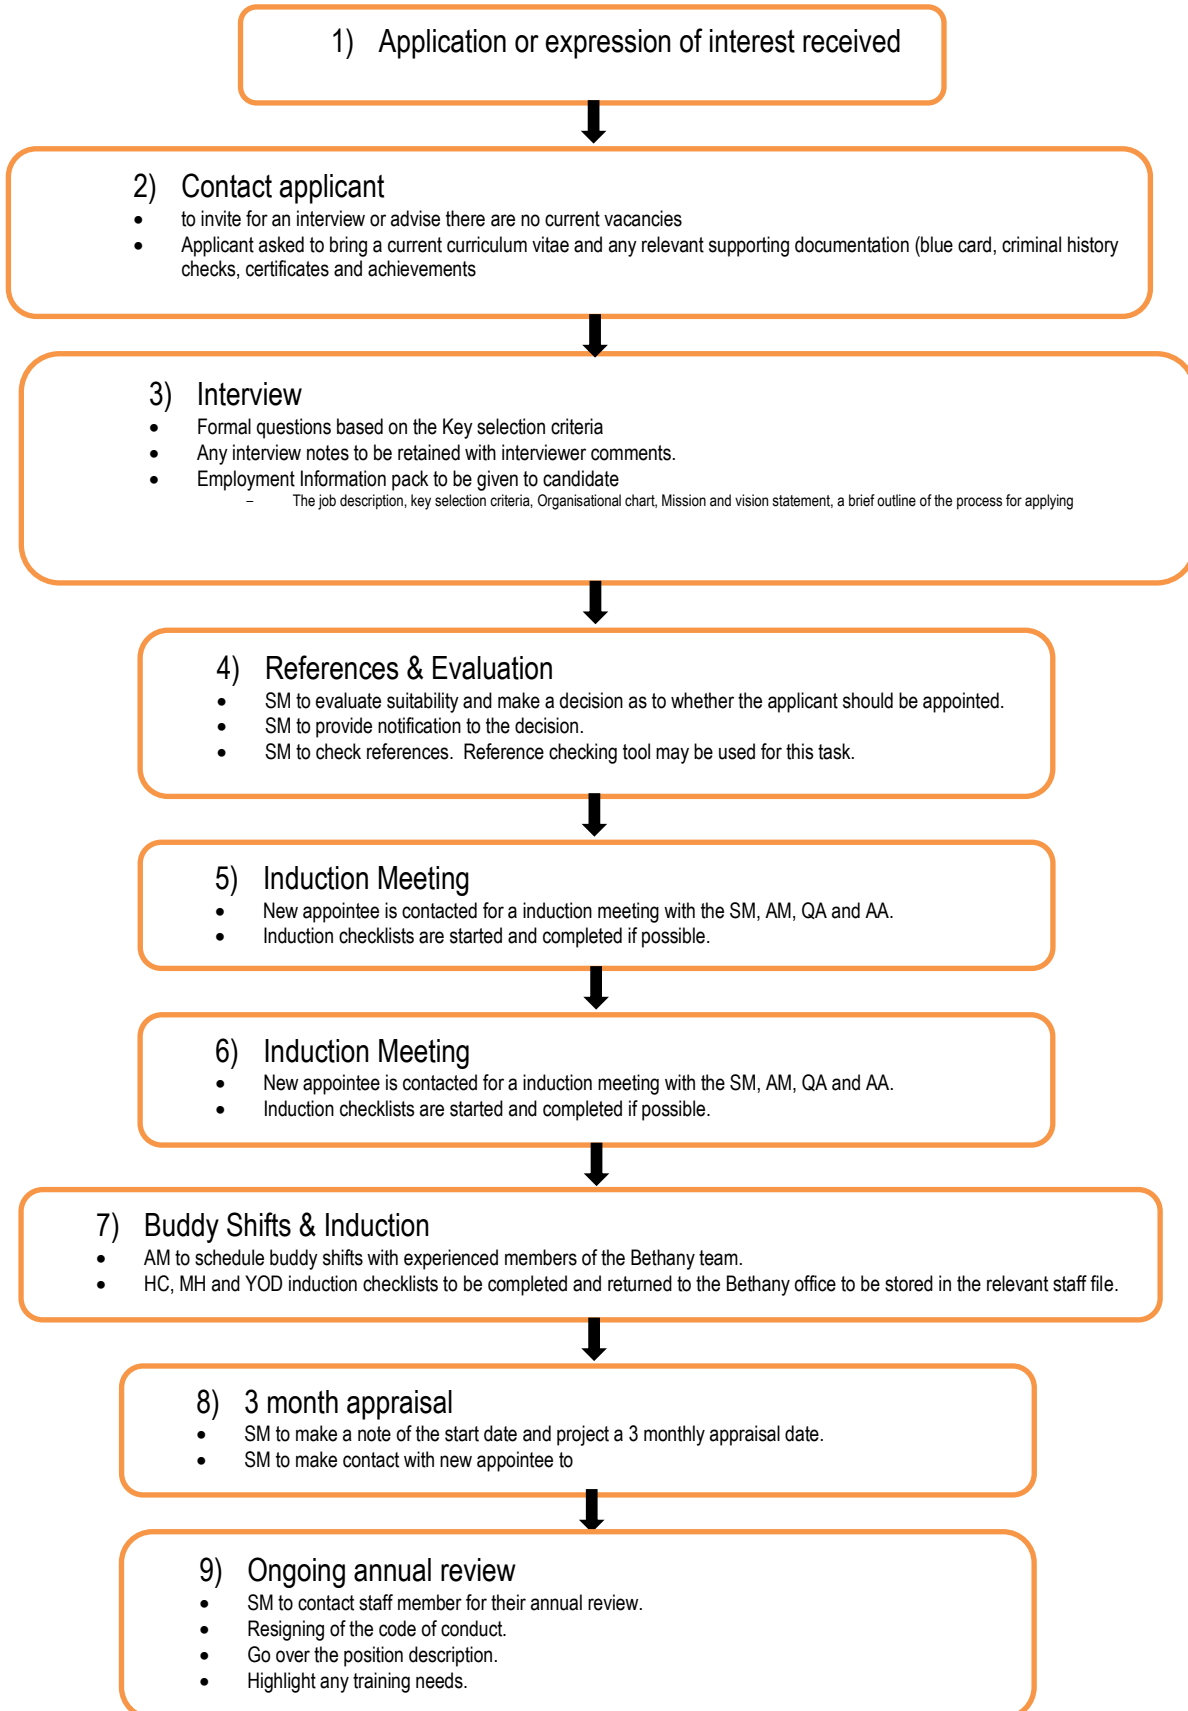 1) Application or expression of interest received
2) Contact applicant
• to invite for an interview or advise there are no current vacancies
• Applicant asked to bring a current curriculum vitae and any relevant supporting documentation (blue card, criminal history
checks, certificates and achievements
3) Interview
• Formal questions based on the Key selection criteria
• Any interview notes to be retained with interviewer comments.
• Employment Information pack to be given to candidate
– The job description, key selection criteria, Organisational chart, Mission and vision statement, a brief outline of the process for applying
4) References & Evaluation
• SM to evaluate suitability and make a decision as to whether the applicant should be appointed.
• SM to provide notification to the decision.
• SM to check references. Reference checking tool may be used for this task.
5) Induction Meeting
• New appointee is contacted for a induction meeting with the SM, AM, QA and AA.
• Induction checklists are started and completed if possible.
6) Induction Meeting
• New appointee is contacted for a induction meeting with the SM, AM, QA and AA.
• Induction checklists are started and completed if possible.
7) Buddy Shifts & Induction
• AM to schedule buddy shifts with experienced members of the Bethany team.
• HC, MH and YOD induction checklists to be completed and returned to the Bethany office to be stored in the relevant staff file.
8) 3 month appraisal
• SM to make a note of the start date and project a 3 monthly appraisal date.
• SM to make contact with new appointee to
9) Ongoing annual review
• SM to contact staff member for their annual review.
• Resigning of the code of conduct.
• Go over the position description.
• Highlight any training needs.